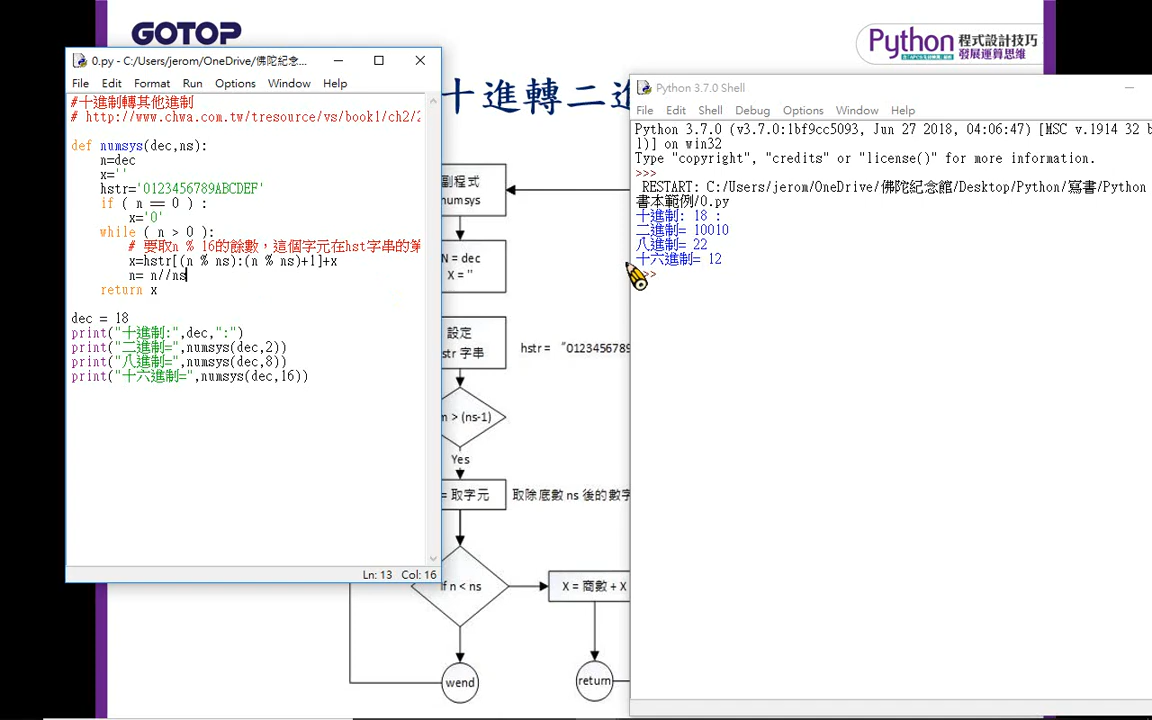 GOTOP
Python 程式設計技巧
發展運算思維
十進轉二進
0.py - C:/Users/jerom/OneDrive/佛陀紀念...
File Edit Format Run Options Window Help
#十進制轉其他進制
# http://www.chwa.com.tw/tresource/vs/book1/ch2/2
def numsys(dec,ns):
n=dec
x=''
hstr='0123456789ABCDEF'
if ( n == 0 ) :
x='0'
while ( n > 0 ):
# 要取n % 16的餘數，這個字元在hst字串的第
x=hstr[(n % ns):(n % ns)+1]+x
n= n//ns
return x
dec = 18
print("十進制:",dec,":")
print("二進制=",numsys(dec,2))
print("八進制=",numsys(dec,8))
print("十六進制=",numsys(dec,16))
Ln: 13 Col: 16
Python 3.7.0 Shell
File Edit Shell Debug Options Window Help
Python 3.7.0 (v3.7.0:1bf9cc5093, Jun 27 2018, 04:06:47) [MSC v.1914 32 b
1)] on win32
Type "copyright", "credits" or "license()" for more information.
>>>
RESTART: C:/Users/jerom/OneDrive/佛陀紀念館/Desktop/Python/寫書/Python
書本範例/0.py
十進制: 18 :
二進制= 10010
八進制= 22
十六進制= 12
>>
副程式
numsys
N = dec
X = ''
設定
str 字串
hstr = "0123456789
n > (ns-1)
Yes
= 取字元
取除底數 ns 後的數字
if n < ns
X = 商數 + X
wend
return